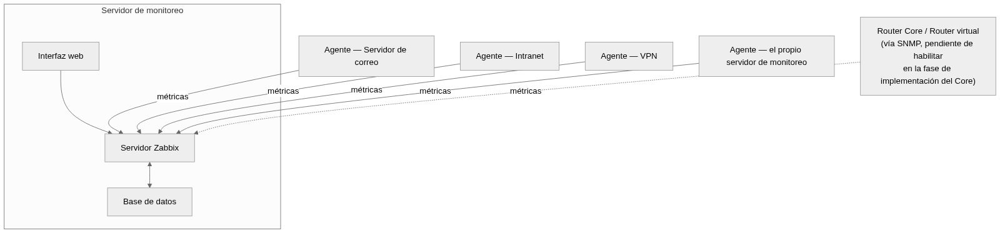 Servidor de monitoreo
Interfaz web
Agente — Servidor de
correo
Agente — Intranet
Agente — VPN
Agente — el propio
servidor de monitoreo
Router Core / Router virtual
(vía SNMP, pendiente de
habilitar
en la fase de
implementación del Core)
métricas
métricas
métricas
métricas
métricas
Servidor Zabbix
Base de datos